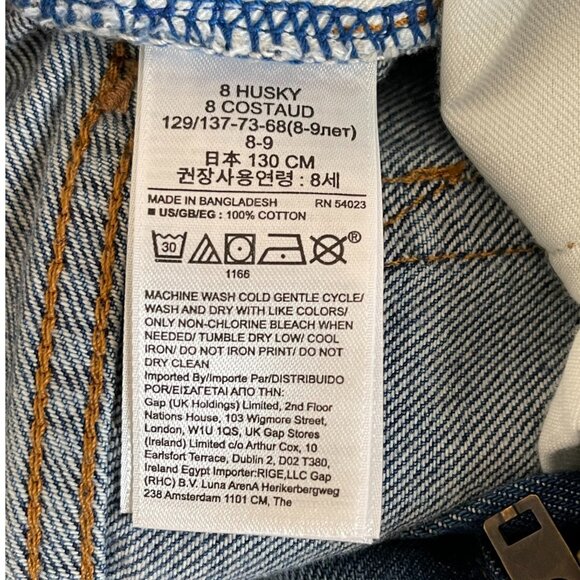 8 HUSKY
8 COSTAUD
129/137-73-68(8-9лет)
8-9
日本 130 CM
권장사용연령 : 8세
MADE IN BANGLADESH RN 54023
■ US/GB/EG : 100% COTTON
30 ®
1166
MACHINE WASH COLD GENTLE CYCLE/
WASH AND DRY WITH LIKE COLORS/
ONLY NON-CHLORINE BLEACH WHEN
NEEDED/ TUMBLE DRY LOW/ COOL
IRON/ DO NOT IRON PRINT/ DO NOT
DRY CLEAN
Imported By/Importe Par/DISTRIBUIDO
POR/ΕΙΣΑΓΕΤΑΙ ΑΠΟ ΤΗΝ:
Gap (UK Holdings) Limited, 2nd Floor
Nations House, 103 Wigmore Street,
London, W1U 1QS, UK Gap Stores
(Ireland) Limited c/o Arthur Cox, 10
Earlsfort Terrace, Dublin 2, D02 T380,
Ireland Egypt Importer:RIGE,LLC Gap
(RHC) B.V. Luna ArenA Herikerbergweg
238 Amsterdam 1101 CM, The